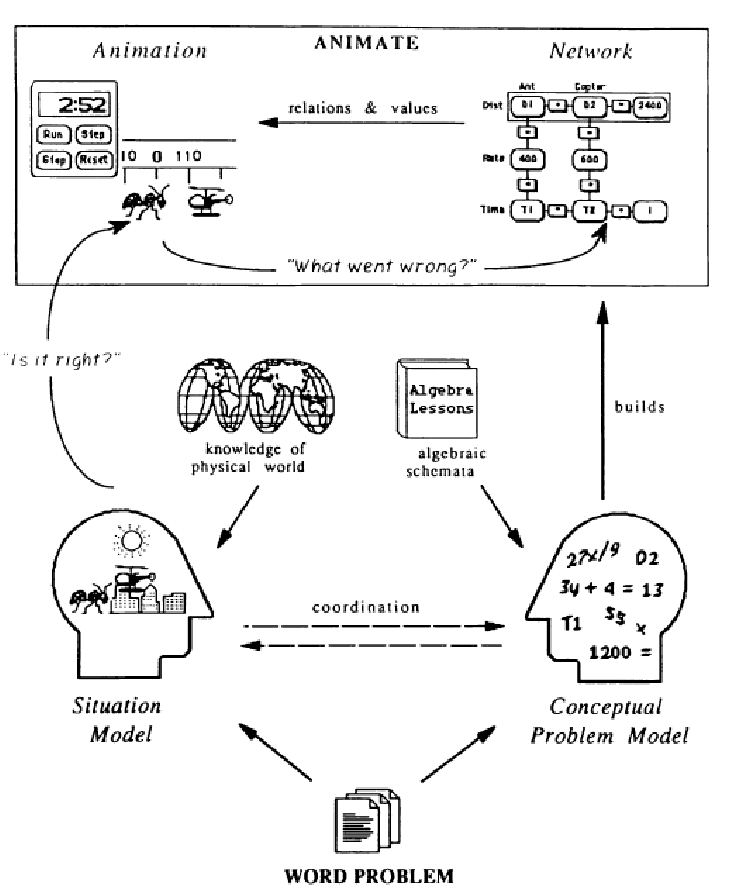 ANIMATE
Animation
Network
2:52
Run Step
Stop Reset
10 0 110
relations & values
Ant Copter
Dist D1 D2 2400
Rate 400 600
Time T1 T2 1
"What went wrong?"
"Is it right?"
knowledge of
physical world
Algebra
Lessons
algebraic
schemata
builds
coordination
27x/9 D2
3y + 4 = 13
T1 x
1200 =
Situation
Model
Conceptual
Problem Model
WORD PROBLEM